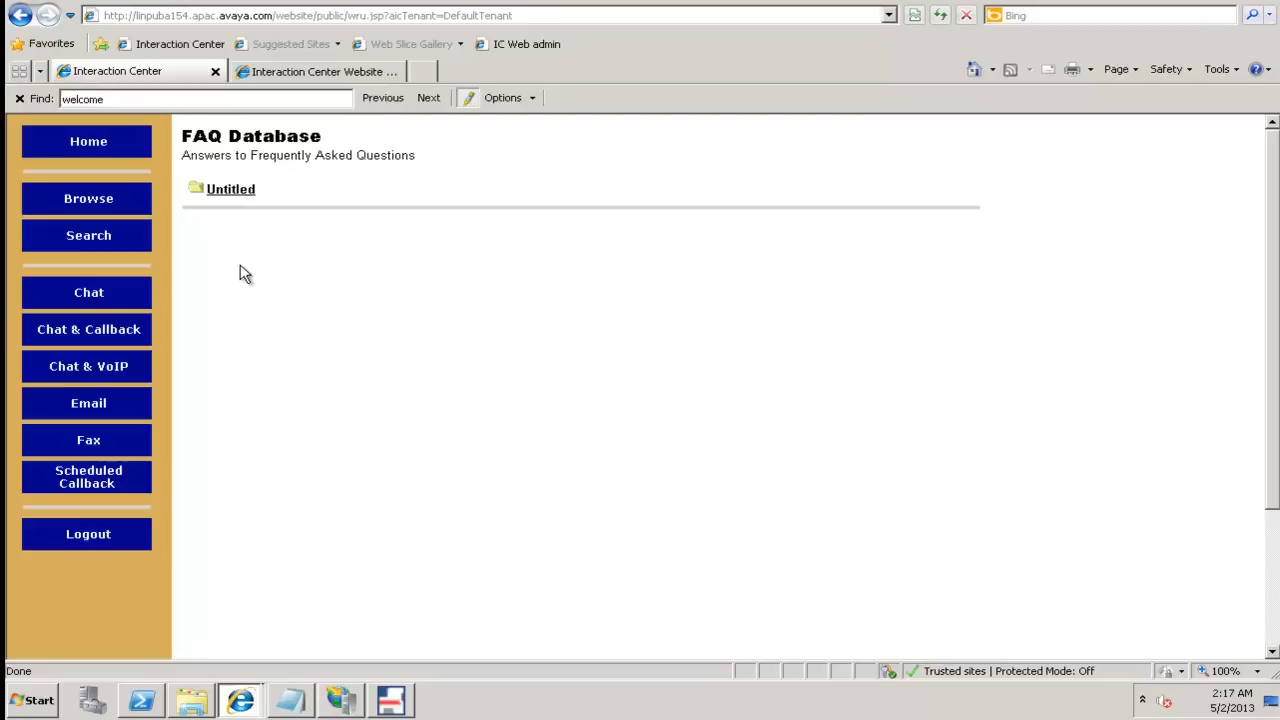 http://linpuba154.apac.avaya.com/website/public/wru.jsp?aicTenant=DefaultTenant
Bing
Favorites Interaction Center Suggested Sites Web Slice Gallery IC Web admin
Interaction Center Interaction Center Website ... Page Safety Tools
Find: welcome Previous Next Options
Home
Browse
Search
Chat
Chat & Callback
Chat & VoIP
Email
Fax
Scheduled
Callback
Logout
FAQ Database
Answers to Frequently Asked Questions
Untitled
Done Trusted sites | Protected Mode: Off 100%
Start 2:17 AM
5/2/2013